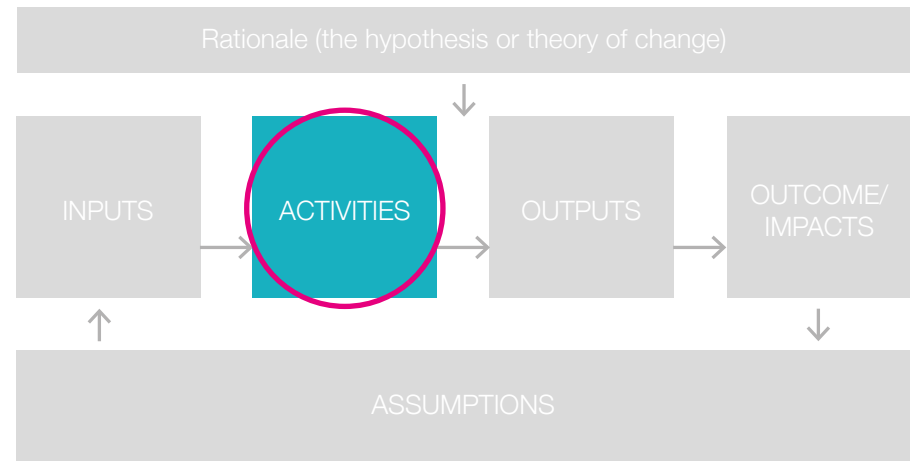 Rationale (the hypothesis or theory of change)
INPUTS
ACTIVITIES
OUTPUTS
OUTCOME/
IMPACTS
ASSUMPTIONS